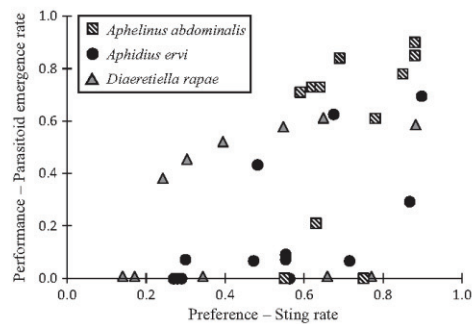 1.0
0.8
0.6
0.4
0.2
0.0
Performance – Parasitoid emergence rate
Aphelinus abdominalis
Aphidius ervi
Diaeretiella rapae
0.0 0.2 0.4 0.6 0.8 1.0
Preference – Sting rate